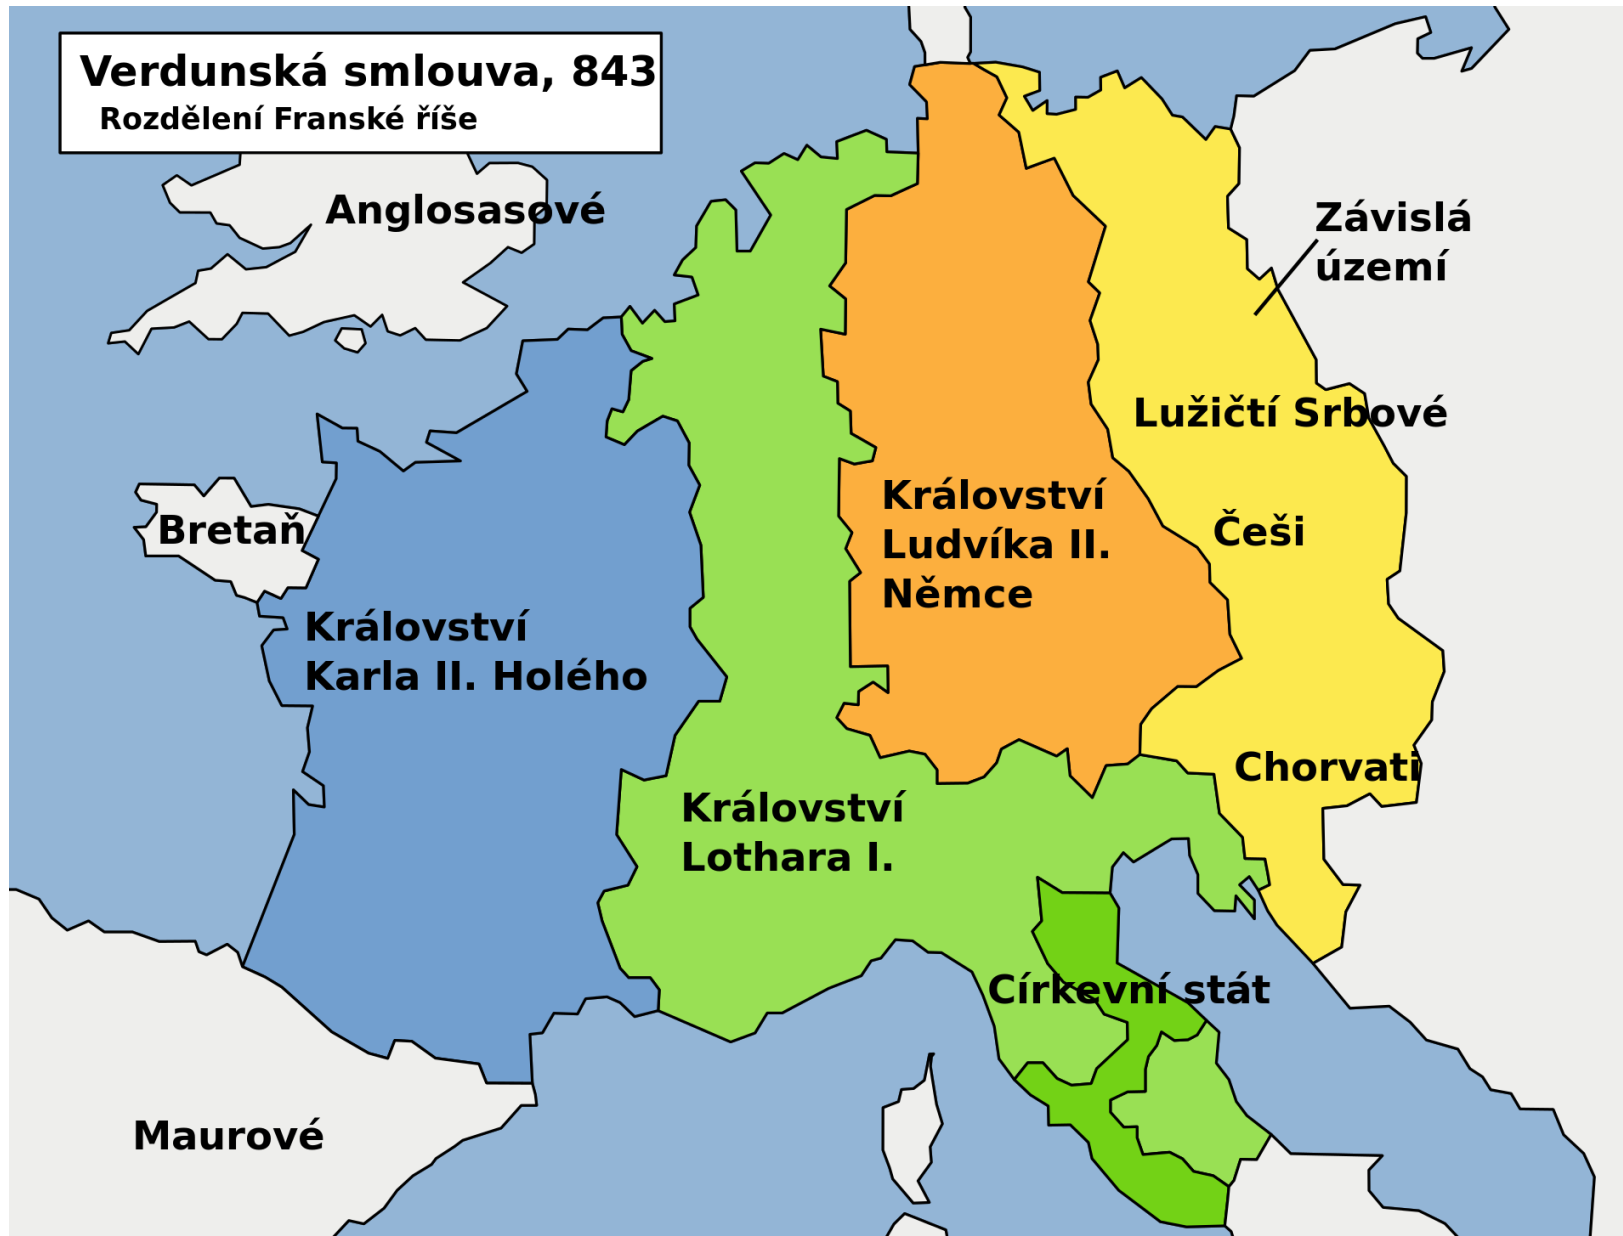 Verdunská smlouva, 843
Rozdělení Franské říše
Anglosasové
Závislá
území
Lužičtí Srbové
Království
Ludvíka II.
Němce
Češi
Bretaň
Království
Karla II. Holého
Chorvati
Království
Lothara I.
Církevní stát
Maurové